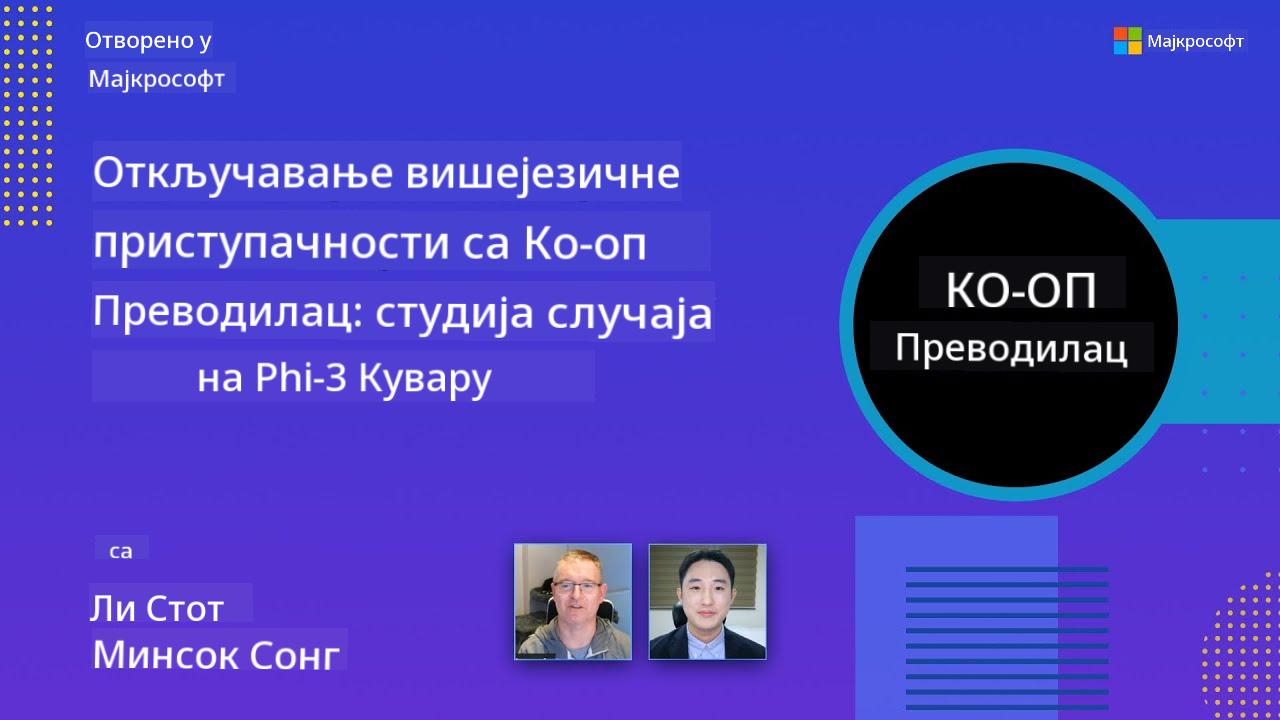 Отворено у
Мајкрософт
Мајкрософт
Откључавање вишејезичне
приступачности са Ко-оп
Преводилац: студија случаја
на Phi-3 Кувару
КО-ОП
Преводилац
са
Ли Стот
Минсок Сонг